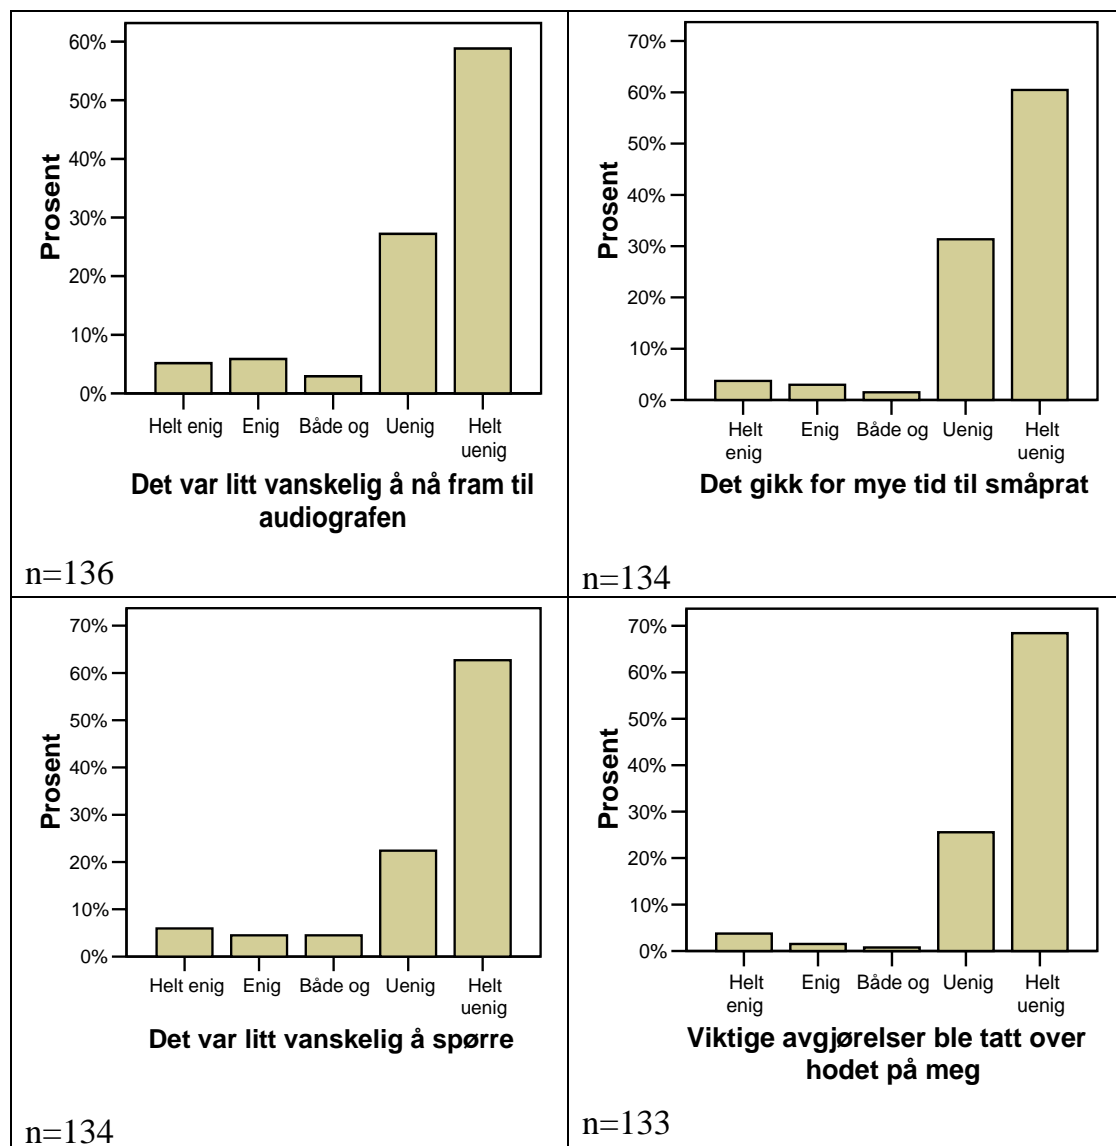 60%
50%
40%
30%
20%
10%
0%
Prosent
Helt enig Enig Både og Uenig Helt uenig
Det var litt vanskelig å nå fram til
audiografen
n=136
70%
60%
50%
40%
30%
20%
10%
0%
Prosent
Helt enig Enig Både og Uenig Helt uenig
Det gikk for mye tid til småprat
n=134
70%
60%
50%
40%
30%
20%
10%
0%
Prosent
Helt enig Enig Både og Uenig Helt uenig
Det var litt vanskelig å spørre
n=134
70%
60%
50%
40%
30%
20%
10%
0%
Prosent
Helt enig Enig Både og Uenig Helt uenig
Viktige avgjørelser ble tatt over
hodet på meg
n=133